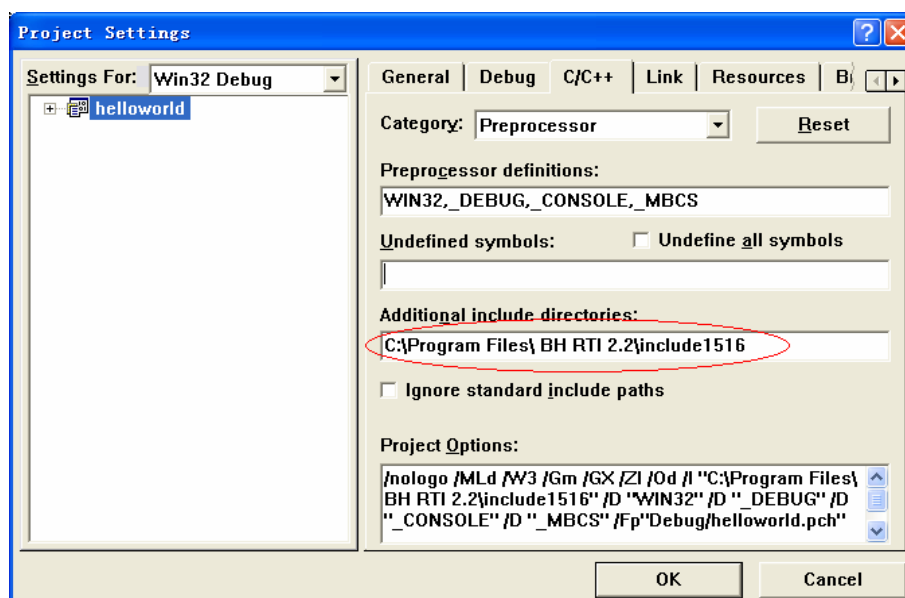 Project Settings
Settings For: Win32 Debug
helloworld
General Debug C/C++ Link Resources
Category: Preprocessor Reset
Preprocessor definitions:
WIN32,_DEBUG,_CONSOLE,_MBCS
Undefined symbols: Undefine all symbols
Additional include directories:
C:\Program Files\ BH RTI 2.2\include1516
Ignore standard include paths
Project Options:
/nologo /MLd /W3 /Gm /GX /ZI /Od /I "C:\Program Files\
BH RTI 2.2\include1516" /D "WIN32" /D "_DEBUG" /D
"_CONSOLE" /D "_MBCS" /Fp"Debug/helloworld.pch"
OK Cancel